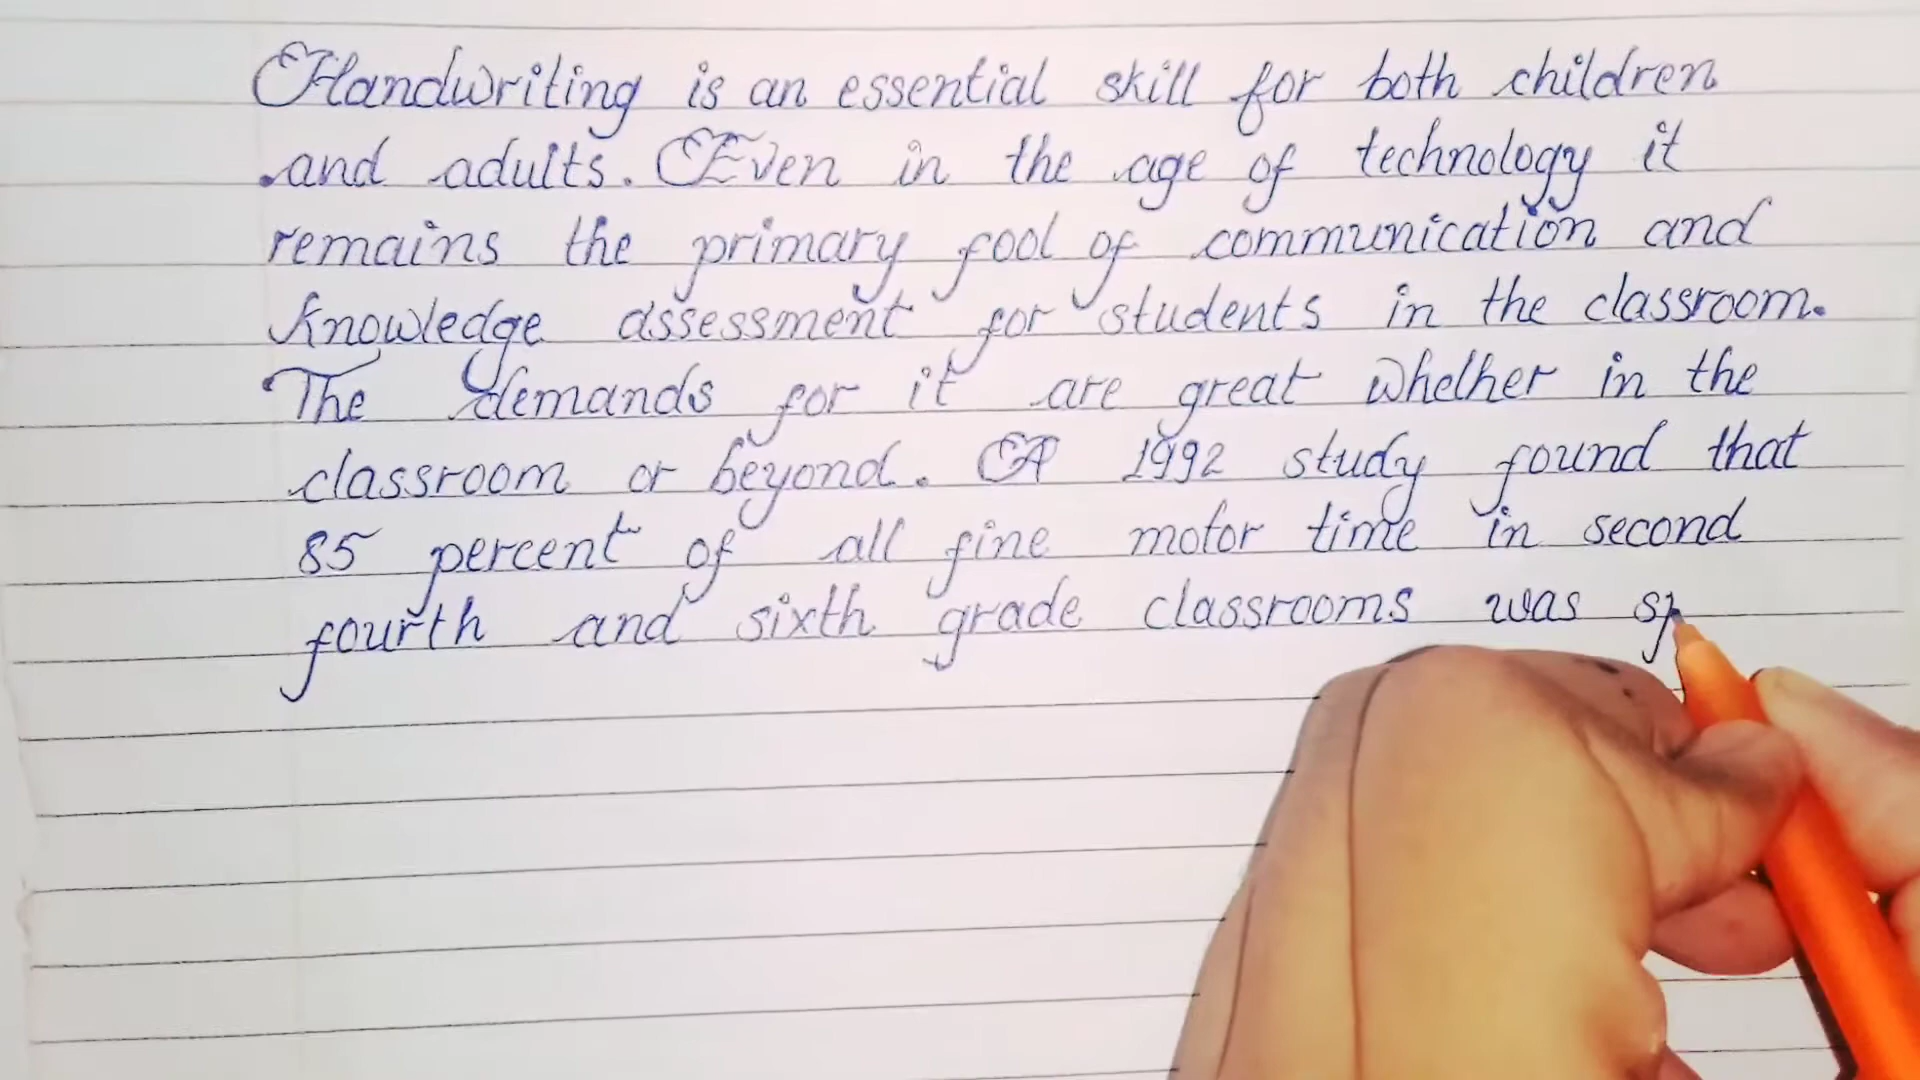 Handwriting is an essential skill for both children
and adults. Even in the age of technology it
remains the primary fool of communication and
knowledge assessment for students in the classroom.
The demands for it are great whelher in the
classroom or beyond. A 1992 study found that
85 percent of all fine motor time in second
fourth and sixth grade classrooms was sp